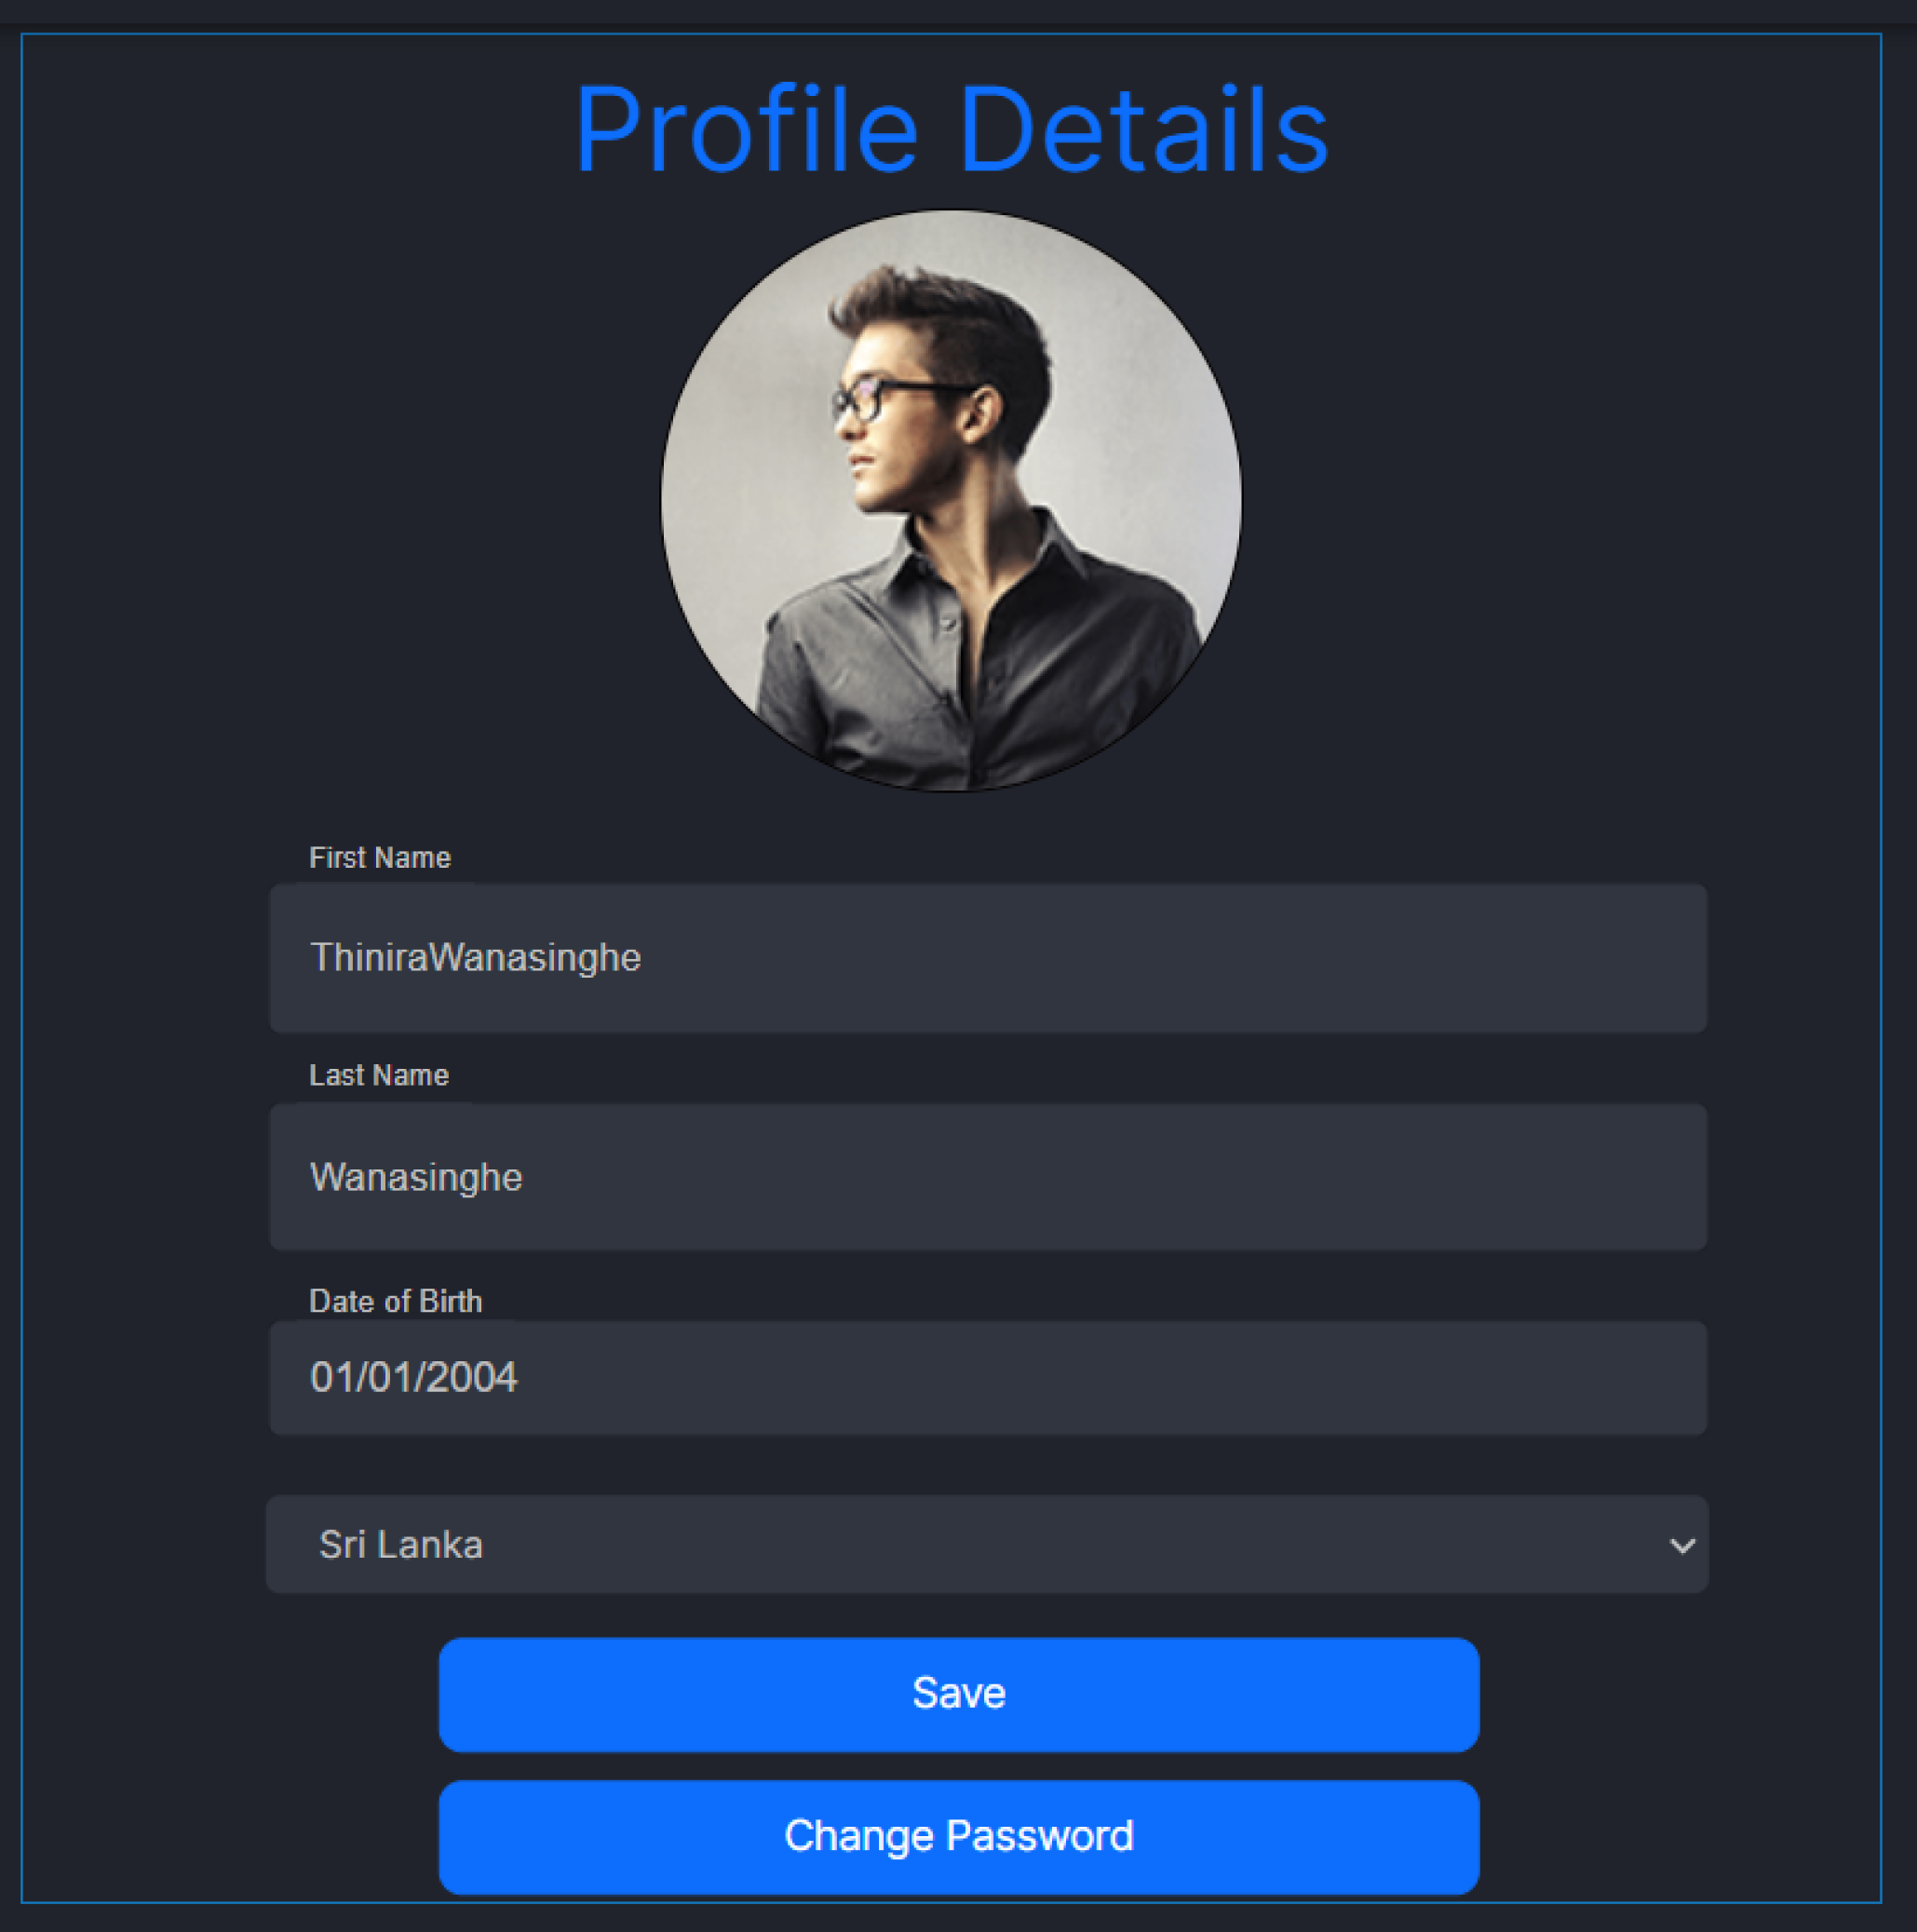 Profile Details
First Name
ThiniraWanasinghe
Last Name
Wanasinghe
Date of Birth
01/01/2004
Sri Lanka
Save
Change Password